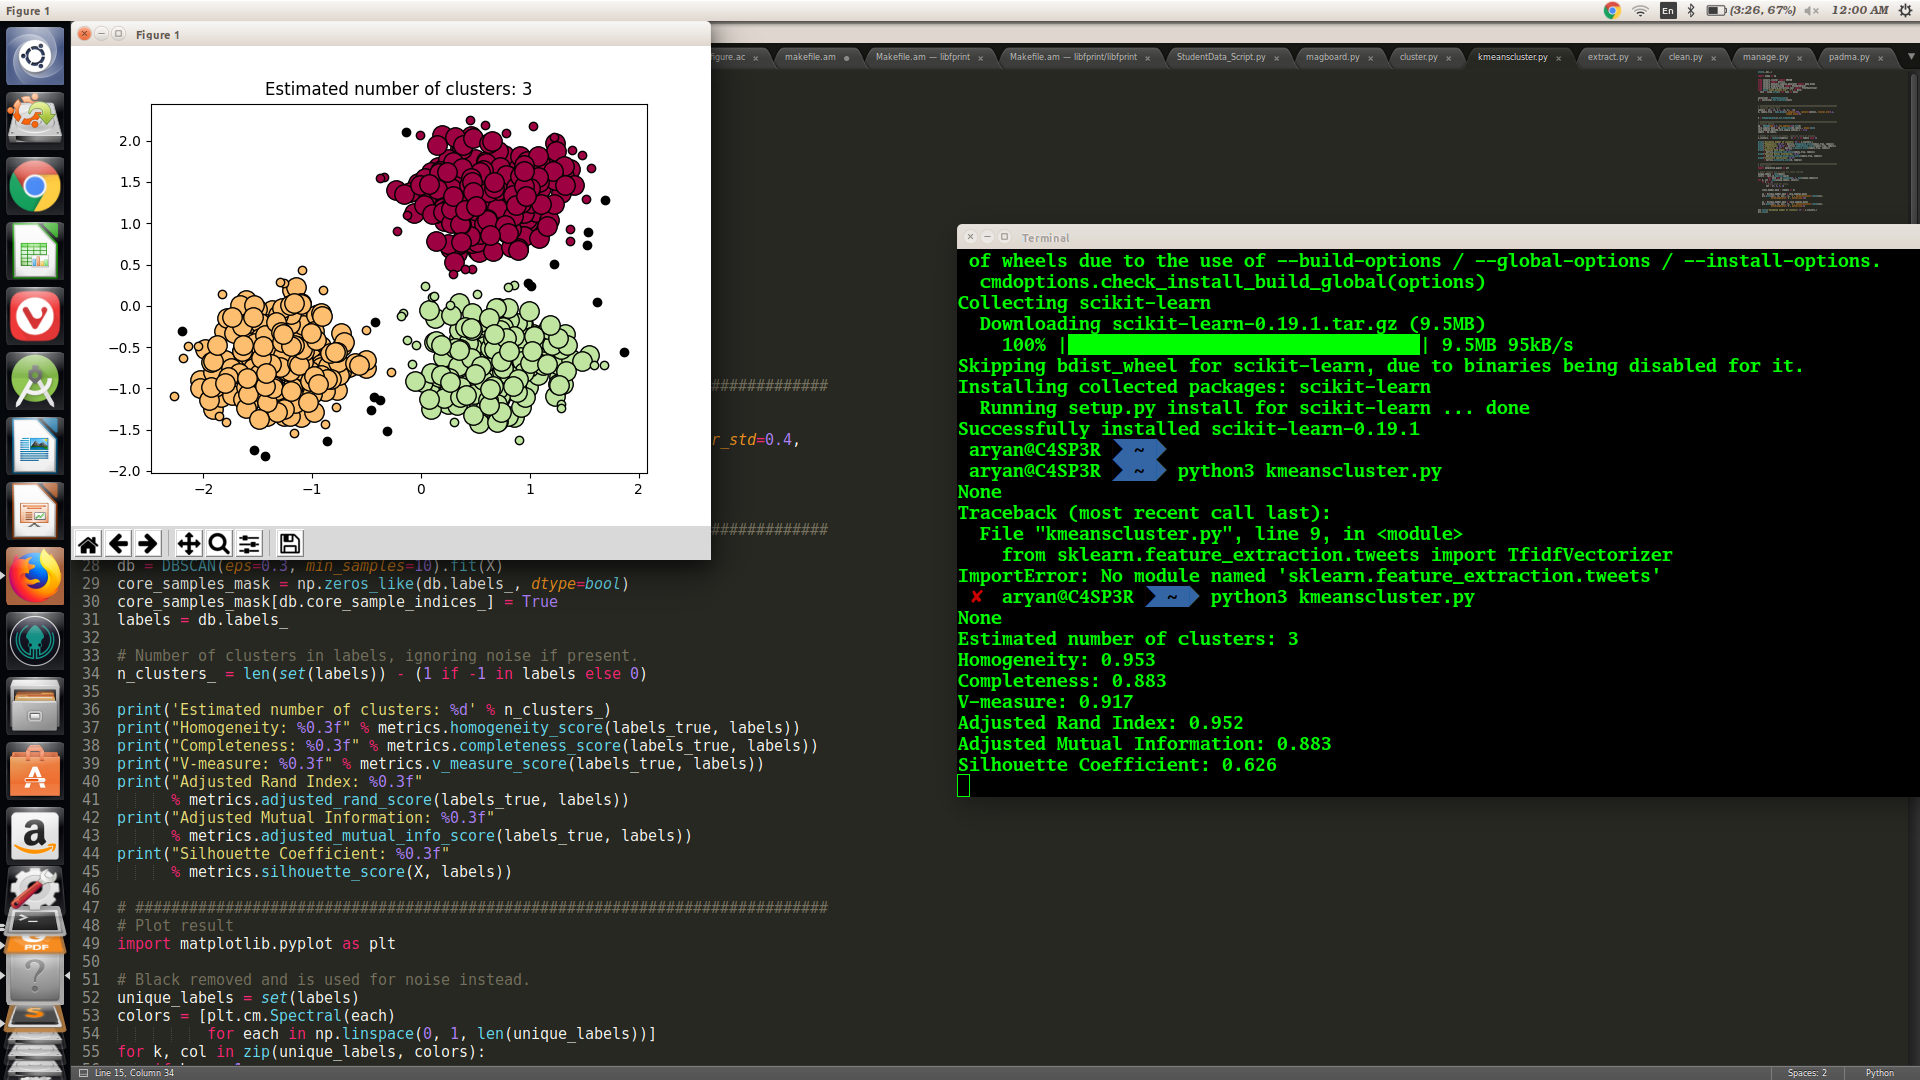 Figure 1
En
(3:26, 67%)
12:00 AM
Figure 1
figure.ac
makefile.am
Makefile.am — libfprint
Makefile.am — libfprint/libfprint
StudentData_Script.py
magboard.py
cluster.py
kmeanscluster.py
extract.py
clean.py
manage.py
padma.py
Estimated number of clusters: 3
2.0
1.5
1.0
0.5
0.0
−0.5
−1.0
−1.5
−2.0
−2 −1 0 1 2
#############
r_std=0.4,
#############
28 db = DBSCAN(eps=0.3, min_samples=10).fit(X)
29 core_samples_mask = np.zeros_like(db.labels_, dtype=bool)
30 core_samples_mask[db.core_sample_indices_] = True
31 labels = db.labels_
32
33 # Number of clusters in labels, ignoring noise if present.
34 n_clusters_ = len(set(labels)) - (1 if -1 in labels else 0)
35
36 print('Estimated number of clusters: %d' % n_clusters_)
37 print("Homogeneity: %0.3f" % metrics.homogeneity_score(labels_true, labels))
38 print("Completeness: %0.3f" % metrics.completeness_score(labels_true, labels))
39 print("V-measure: %0.3f" % metrics.v_measure_score(labels_true, labels))
40 print("Adjusted Rand Index: %0.3f"
41 % metrics.adjusted_rand_score(labels_true, labels))
42 print("Adjusted Mutual Information: %0.3f"
43 % metrics.adjusted_mutual_info_score(labels_true, labels))
44 print("Silhouette Coefficient: %0.3f"
45 % metrics.silhouette_score(X, labels))
46
47 # #############################################################################
48 # Plot result
49 import matplotlib.pyplot as plt
50
51 # Black removed and is used for noise instead.
52 unique_labels = set(labels)
53 colors = [plt.cm.Spectral(each)
54 for each in np.linspace(0, 1, len(unique_labels))]
55 for k, col in zip(unique_labels, colors):
Terminal
of wheels due to the use of --build-options / --global-options / --install-options.
cmdoptions.check_install_build_global(options)
Collecting scikit-learn
Downloading scikit-learn-0.19.1.tar.gz (9.5MB)
100% | | 9.5MB 95kB/s
Skipping bdist_wheel for scikit-learn, due to binaries being disabled for it.
Installing collected packages: scikit-learn
Running setup.py install for scikit-learn ... done
Successfully installed scikit-learn-0.19.1
aryan@C4SP3R ~
aryan@C4SP3R ~ python3 kmeanscluster.py
None
Traceback (most recent call last):
File "kmeanscluster.py", line 9, in <module>
from sklearn.feature_extraction.tweets import TfidfVectorizer
ImportError: No module named 'sklearn.feature_extraction.tweets'
✘ aryan@C4SP3R ~ python3 kmeanscluster.py
None
Estimated number of clusters: 3
Homogeneity: 0.953
Completeness: 0.883
V-measure: 0.917
Adjusted Rand Index: 0.952
Adjusted Mutual Information: 0.883
Silhouette Coefficient: 0.626
PDF
Line 15, Column 34
Spaces: 2
Python